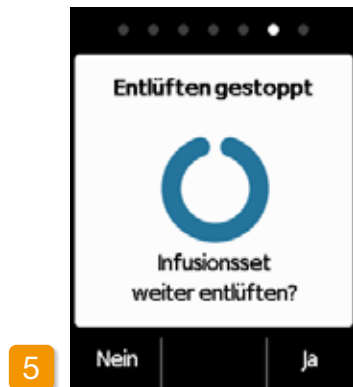 Entlüften gestoppt
Infusionsset
weiter entlüften?
5
Nein
Ja